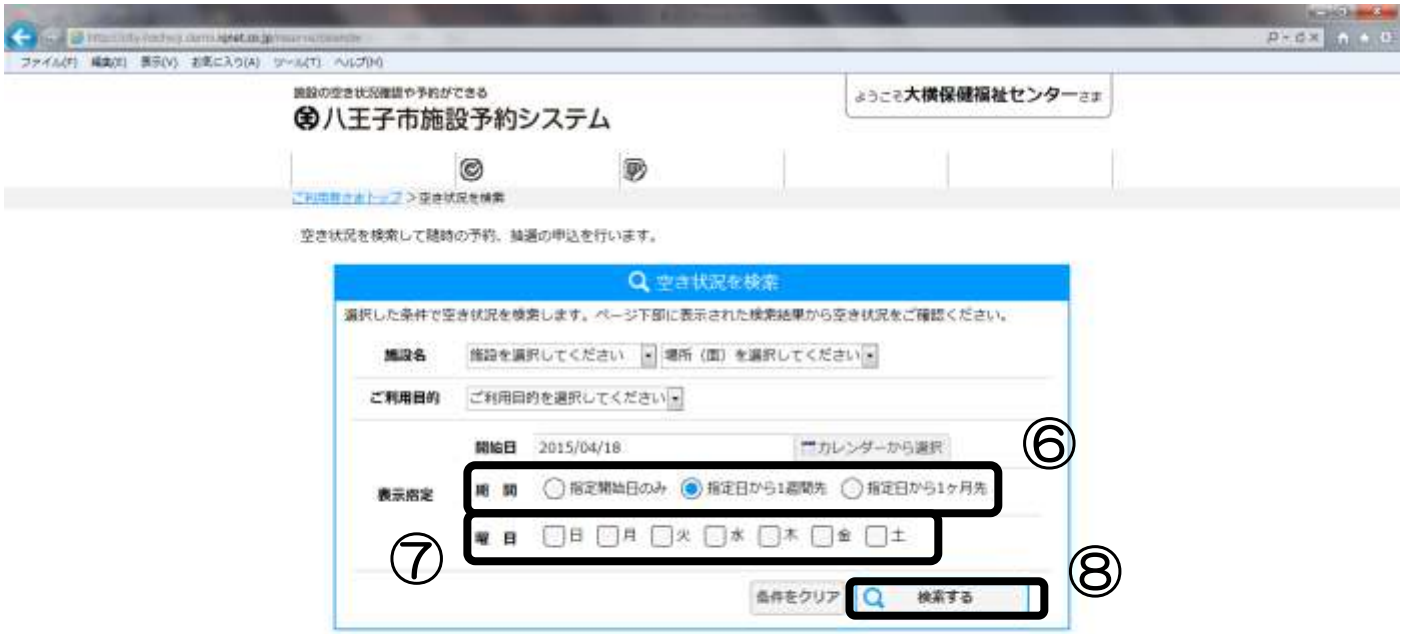 ファイル(F) 編集(E) 表示(V) お気に入り(A) ツール(T) ヘルプ(H)
施設の空き状況確認や予約ができる
八王子市施設予約システム
ようこそ大横保健福祉センターさま
ご利用者さまトップ > 空き状況を検索
空き状況を検索して随時の予約、抽選の申込を行います。
空き状況を検索
選択した条件で空き状況を検索します。ページ下部に表示された検索結果から空き状況をご確認ください。
施設名 施設を選択してください 場所（面）を選択してください
ご利用目的 ご利用目的を選択してください
⑥
開始日 2015/04/18 カレンダーから選択
表示指定
期 間 指定開始日のみ 指定日から1週間先 指定日から1ヶ月先
⑦
曜 日 日 月 火 水 木 金 土
⑧
条件をクリア 検索する